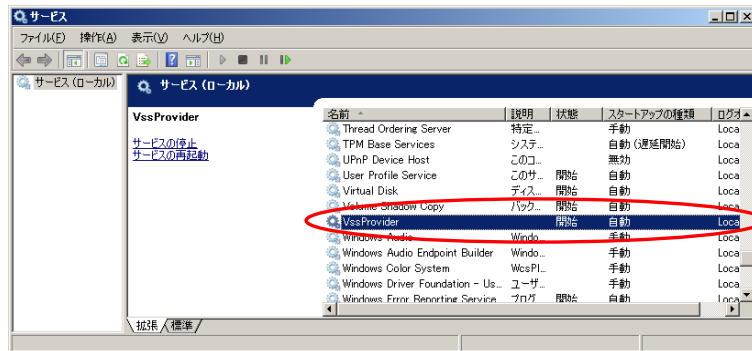 サービス
ファイル(F) 操作(A) 表示(V) ヘルプ(H)
サービス (ローカル)
サービス (ローカル)
VssProvider
サービスの停止
サービスの再起動
名前 説明 状態 スタートアップの種類 ログオ
Thread Ordering Server 特定... 手動 Loca
TPM Base Services システ... 自動 (遅延開始) Loca
UPnP Device Host このコ... 無効 Loca
User Profile Service このサ... 開始 自動 Loca
Virtual Disk ディス... 開始 自動 Loca
Volume Shadow Copy バック... 開始 自動 Loca
VssProvider 開始 自動 Loca
Windows Audio Windo... 手動 Loca
Windows Audio Endpoint Builder Windo... 手動 Loca
Windows Color System WcsPl... 手動 Loca
Windows Driver Foundation - Us... ユーザ... 手動 Loca
Windows Error Reporting Service プログ... 開始 自動 Loca
拡張 標準